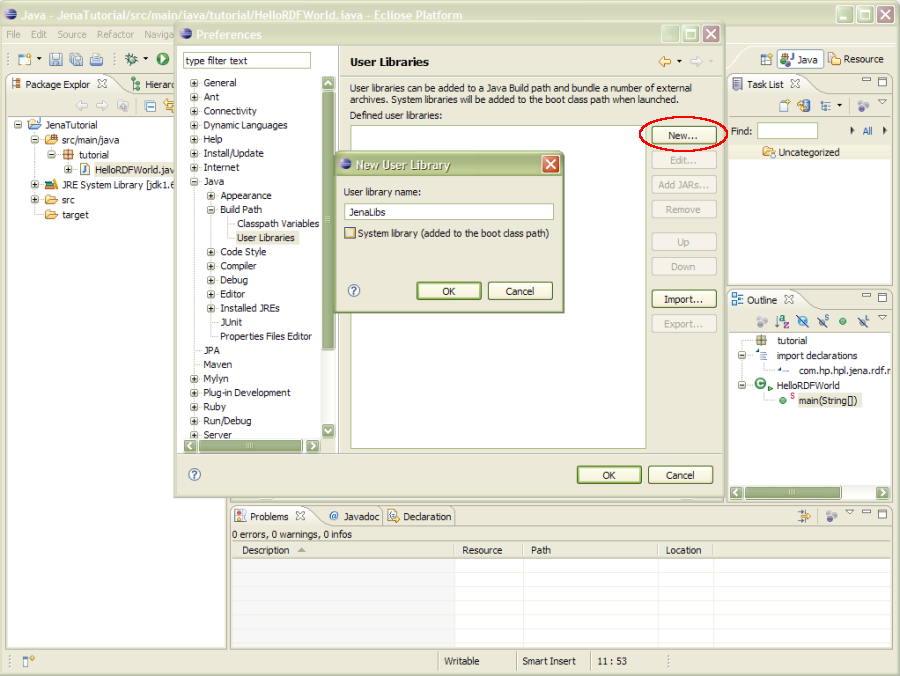 Java - JenaTutorial/src/main/java/tutorial/HelloRDFWorld.java - Eclipse Platform
File Edit Source Refactor Naviga
Java Resource
Package Explor Hierar
JenaTutorial
src/main/java
tutorial
HelloRDFWorld.jav
JRE System Library [jdk1.6
src
target
Preferences
type filter text
General
Ant
Connectivity
Dynamic Languages
Help
Install/Update
Internet
Java
Appearance
Build Path
Classpath Variables
User Libraries
Code Style
Compiler
Debug
Editor
Installed JREs
JUnit
Properties Files Editor
JPA
Maven
Mylyn
Plug-in Development
Ruby
Run/Debug
Server
User Libraries
User libraries can be added to a Java Build path and bundle a number of external
archives. System libraries will be added to the boot class path when launched.
Defined user libraries:
New...
Edit...
Add JARs...
Remove
Up
Down
Import...
Export...
OK Cancel
New User Library
User library name:
JenaLibs
System library (added to the boot class path)
OK Cancel
Task List
Find: All
Uncategorized
Outline
tutorial
import declarations
com.hp.hpl.jena.rdf.r
HelloRDFWorld
main(String[])
Problems Javadoc Declaration
0 errors, 0 warnings, 0 infos
Description Resource Path Location
Writable Smart Insert 11 : 53